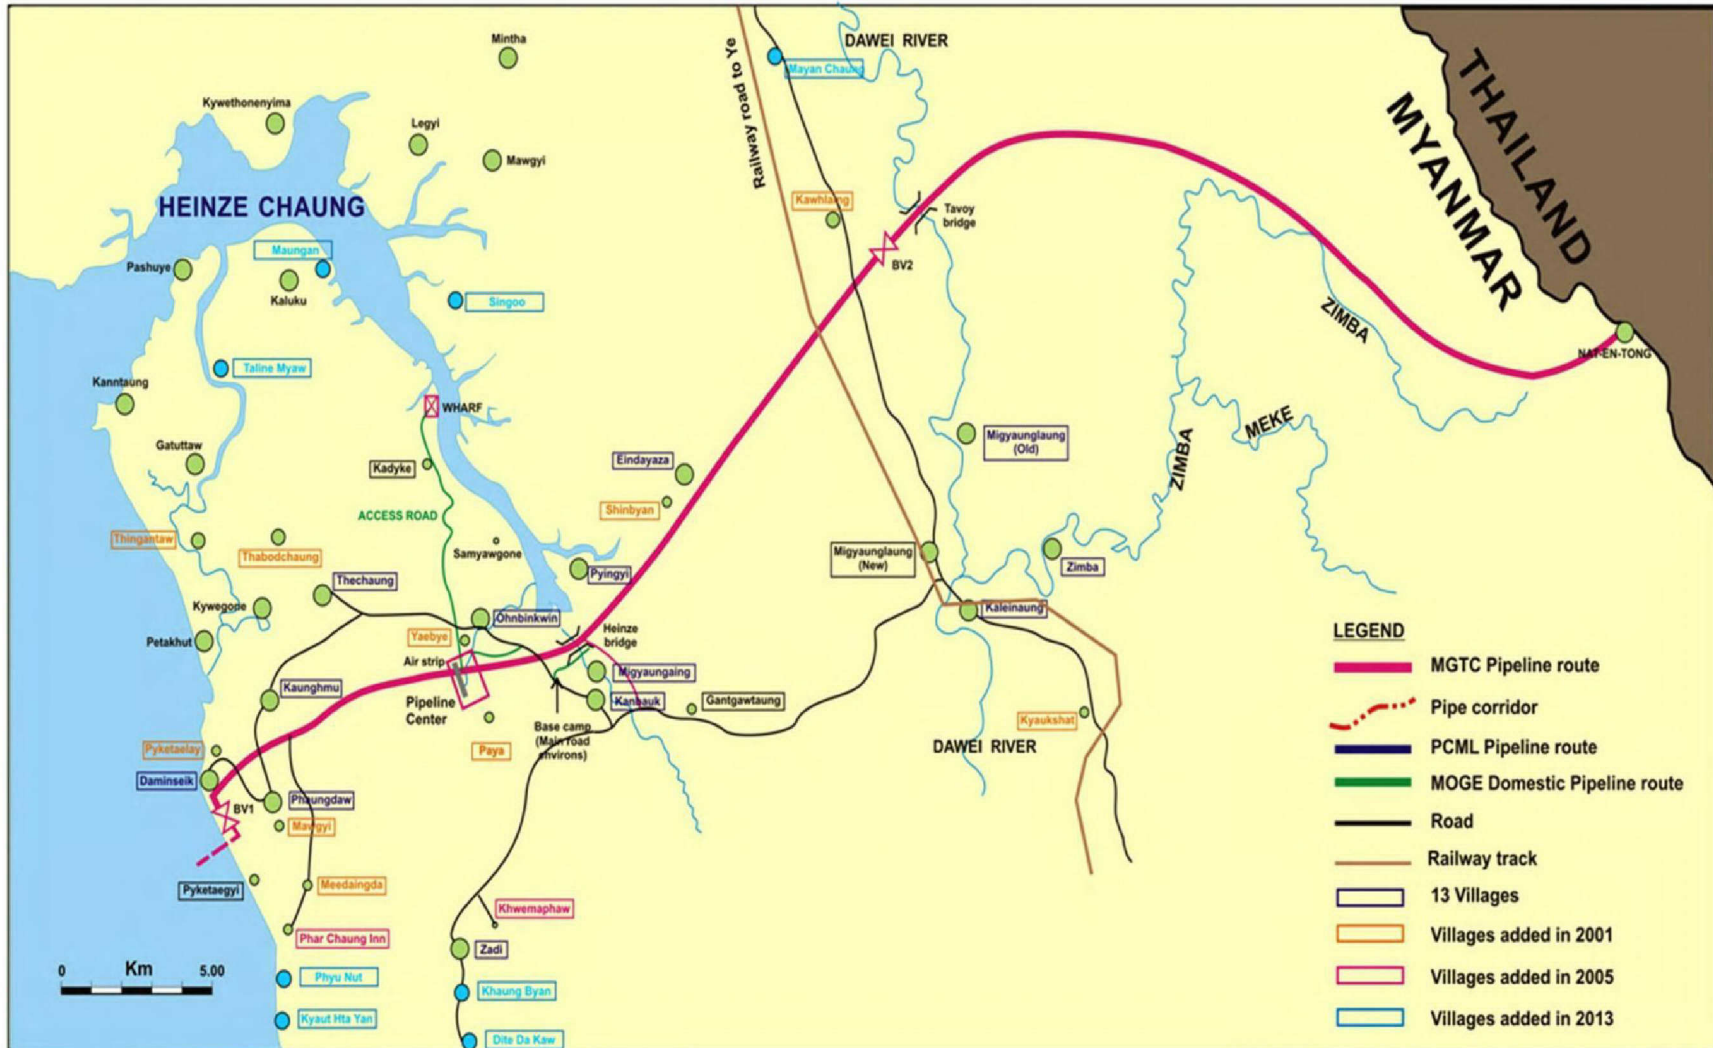 Mintha
DAWEI RIVER
Mayan Chaung
Railway road to Ye
THAILAND
MYANMAR
Kywethonenyima
Legyi
Mawgyi
HEINZE CHAUNG
Kawhlaing
Tavoy
bridge
BV2
Maungan
Pashuye
Kaluku
Singoo
ZIMBA
NAT-EN-TONG
Taline Myaw
Kanntaung
WHARF
MEKE
Gatuttaw
Kadyke
Eindayaza
Migyaunglaung
(Old)
ZIMBA
Shinbyan
ACCESS ROAD
Thingantaw
Thabodchaung
Samyawgone
Migyaunglaung
(New)
Zimba
Thechaung
Pyingyi
Kywegone
Ohnbinkwin
Kaleinaung
Petakhut
Yaebye
Heinze
bridge
Air strip
Migyaungaing
Kaunghmu
Pipeline
Center
Kanbauk
Gantgawtaung
Base camp
(Main road
environs)
Kyaukshat
Pyketaelay
Paya
DAWEI RIVER
Daminseik
BV1
Phaungdaw
Mawgyi
Pyketaegyi
Meedaingda
Khwemaphaw
Phar Chaung Inn
Zadi
0 Km 5.00
Phyu Nut
Khaung Byan
Kyaut Hta Yan
Dite Da Kaw
LEGEND
MGTC Pipeline route
Pipe corridor
PCML Pipeline route
MOGE Domestic Pipeline route
Road
Railway track
13 Villages
Villages added in 2001
Villages added in 2005
Villages added in 2013